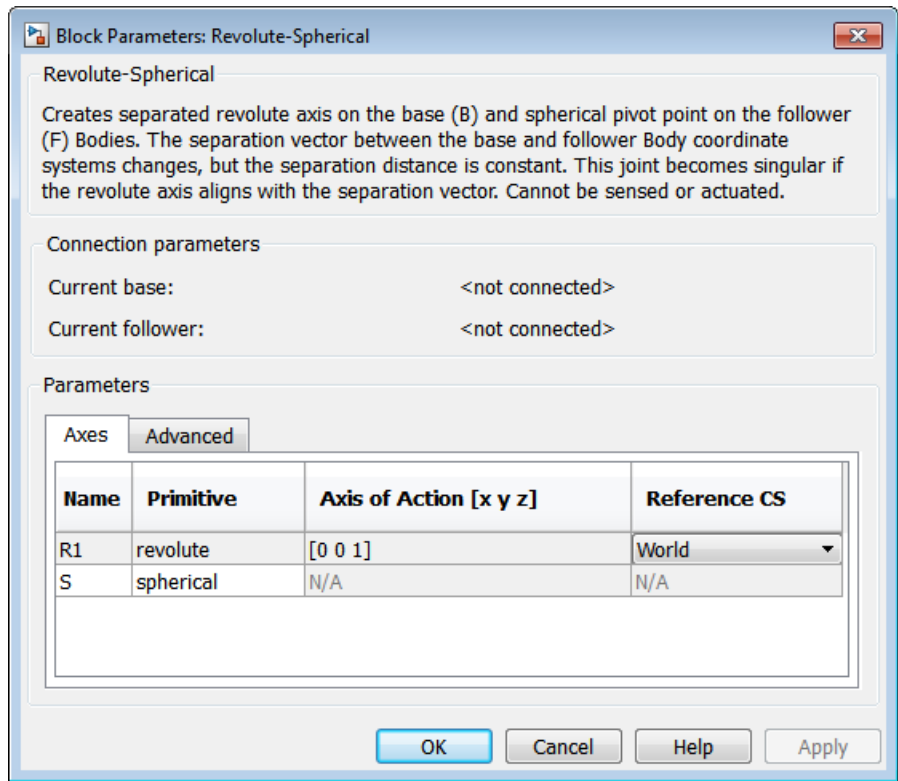 Block Parameters: Revolute-Spherical
Revolute-Spherical
Creates separated revolute axis on the base (B) and spherical pivot point on the follower
(F) Bodies. The separation vector between the base and follower Body coordinate
systems changes, but the separation distance is constant. This joint becomes singular if
the revolute axis aligns with the separation vector. Cannot be sensed or actuated.
Connection parameters
Current base: <not connected>
Current follower: <not connected>
Parameters
Axes Advanced
Name Primitive Axis of Action [x y z] Reference CS
R1 revolute [0 0 1] World
S spherical N/A N/A
OK Cancel Help Apply